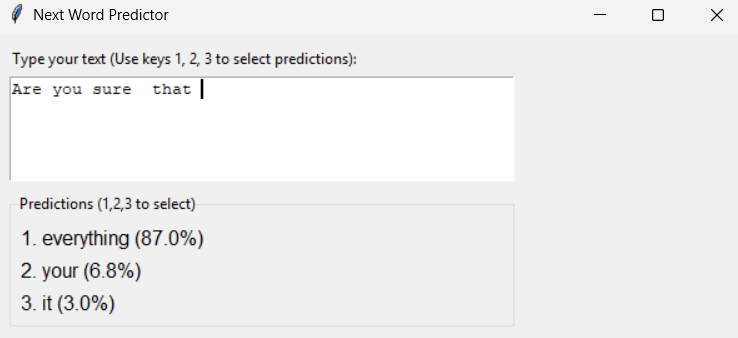 Next Word Predictor
Type your text (Use keys 1, 2, 3 to select predictions):
Are you sure  that
Predictions (1,2,3 to select)
1. everything (87.0%)
2. your (6.8%)
3. it (3.0%)